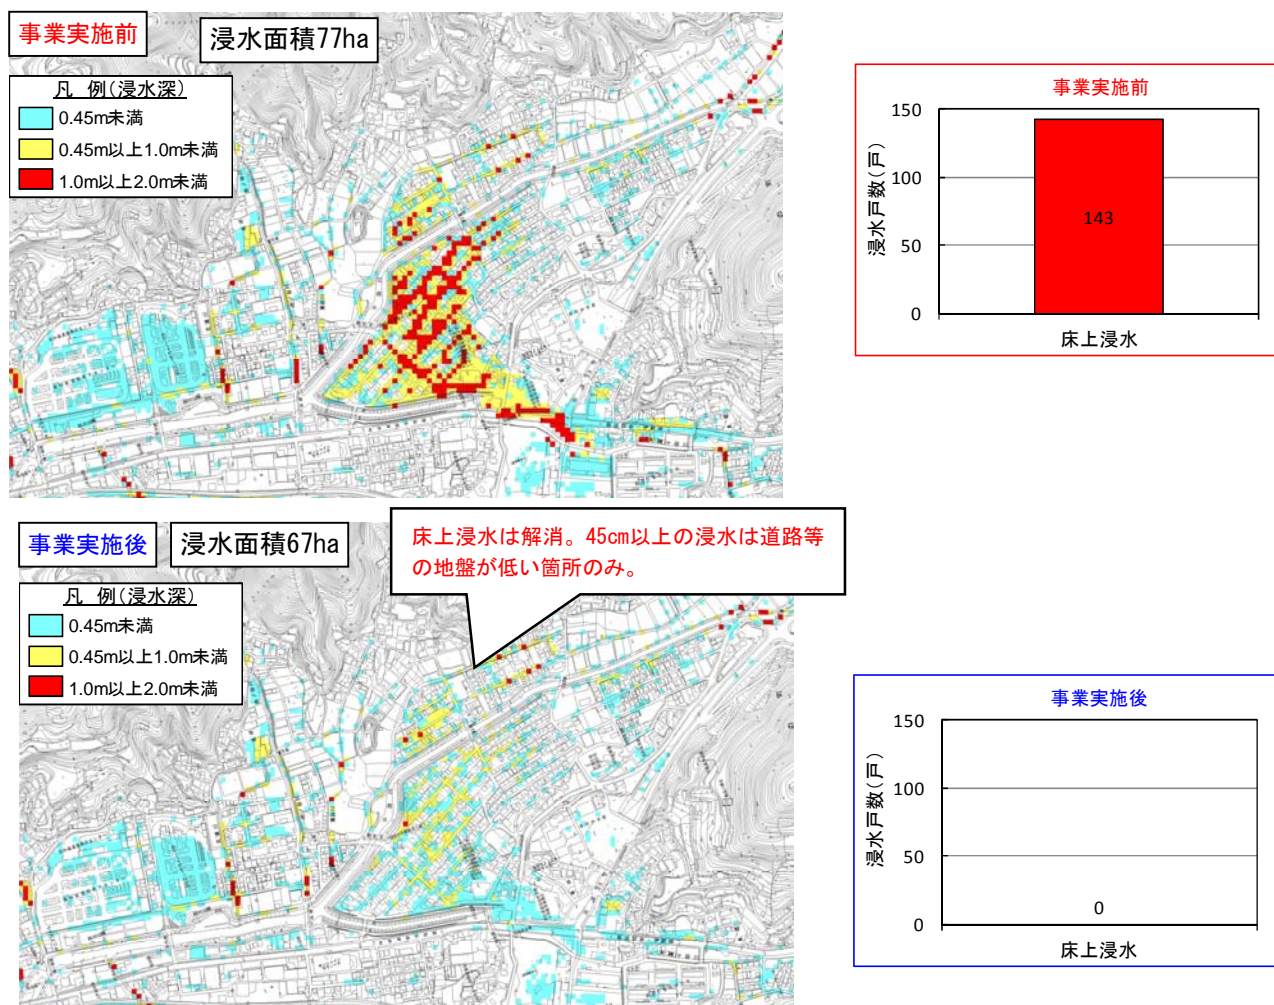 事業実施前
浸水面積77ha
凡 例(浸水深)
0.45m未満
0.45m以上1.0m未満
1.0m以上2.0m未満
事業実施前
浸水戸数(戸)
150
100
50
0
143
床上浸水
事業実施後
浸水面積67ha
床上浸水は解消。45cm以上の浸水は道路等
の地盤が低い箇所のみ。
凡 例(浸水深)
0.45m未満
0.45m以上1.0m未満
1.0m以上2.0m未満
事業実施後
浸水戸数(戸)
150
100
50
0
0
床上浸水